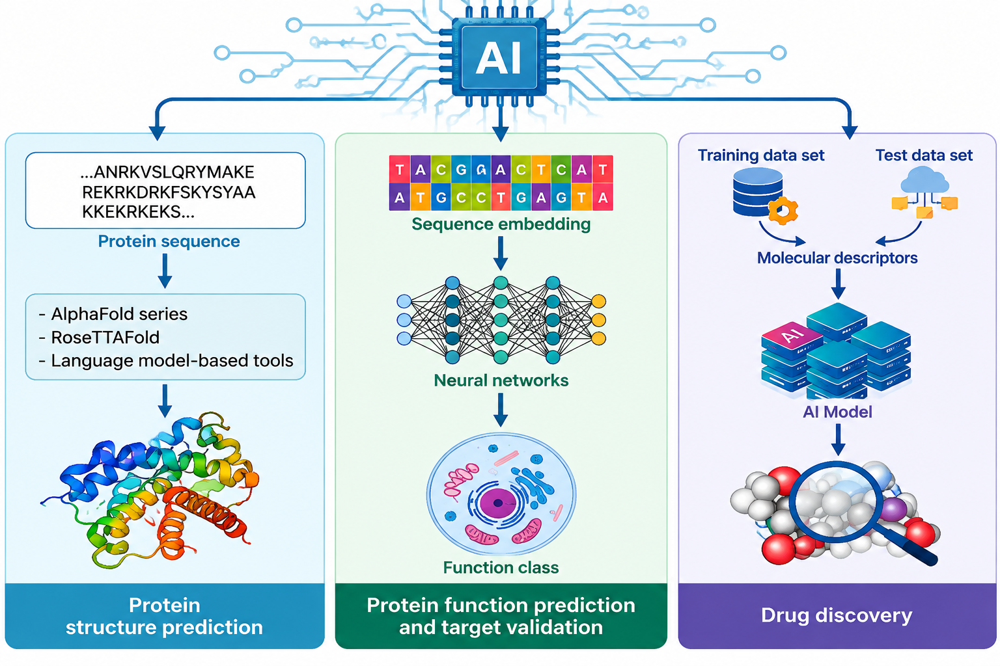 AI
...ANRKVSLQRYMAKE
REKRKDRKFSKYSYAA
KKEKRKEKS...
Protein sequence
- AlphaFold series
- RoseTTAFold
- Language model-based tools
Protein
structure prediction
T A C G G A C T C A T
A T G C C T G A G T A
Sequence embedding
Neural networks
Function class
Protein function prediction
and target validation
Training data set
Test data set
Molecular descriptors
AI
AI Model
Drug discovery